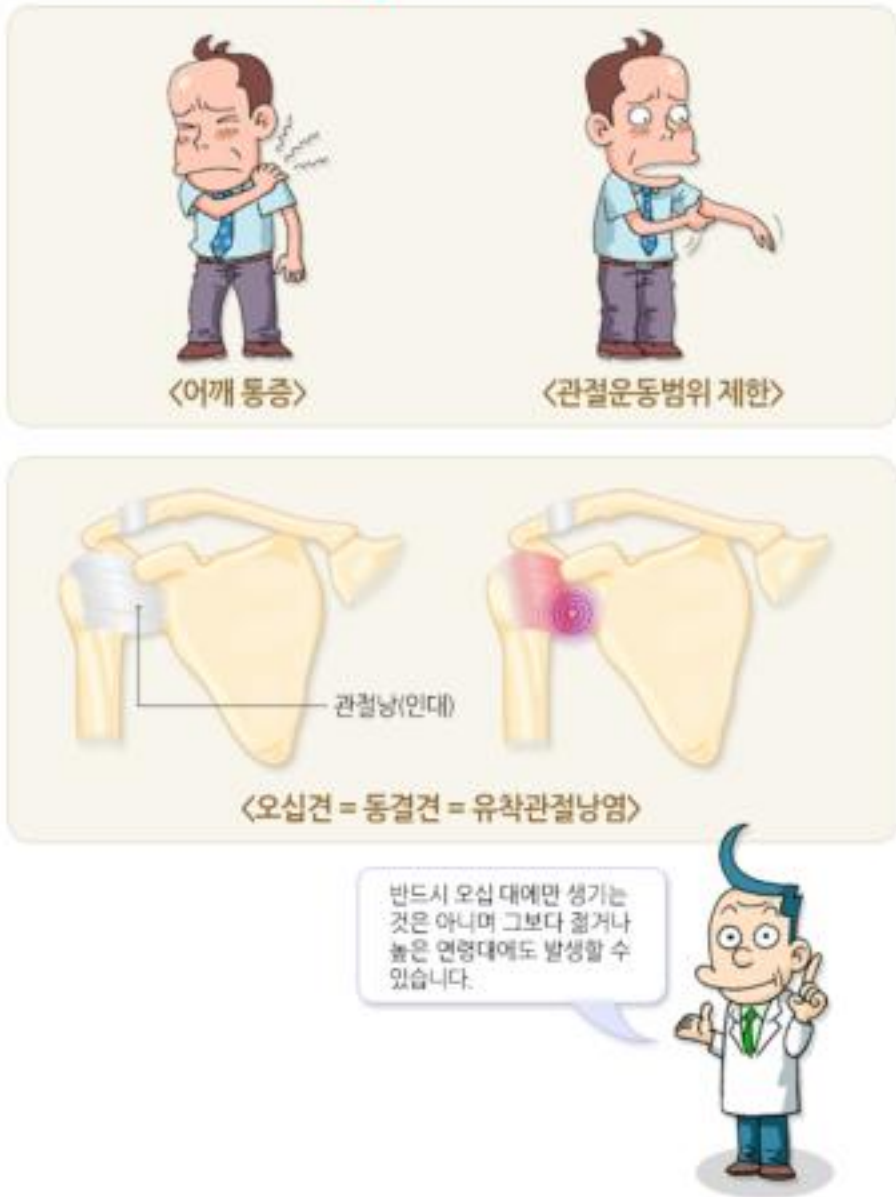 <어깨 통증>
<관절운동범위 제한>
관절낭(인대)
<오십견 = 동결견 = 유착관절낭염>
반드시 오십 대에만 생기는
것은 아니며 그보다 젊거나
높은 연령대에도 발생할 수
있습니다.